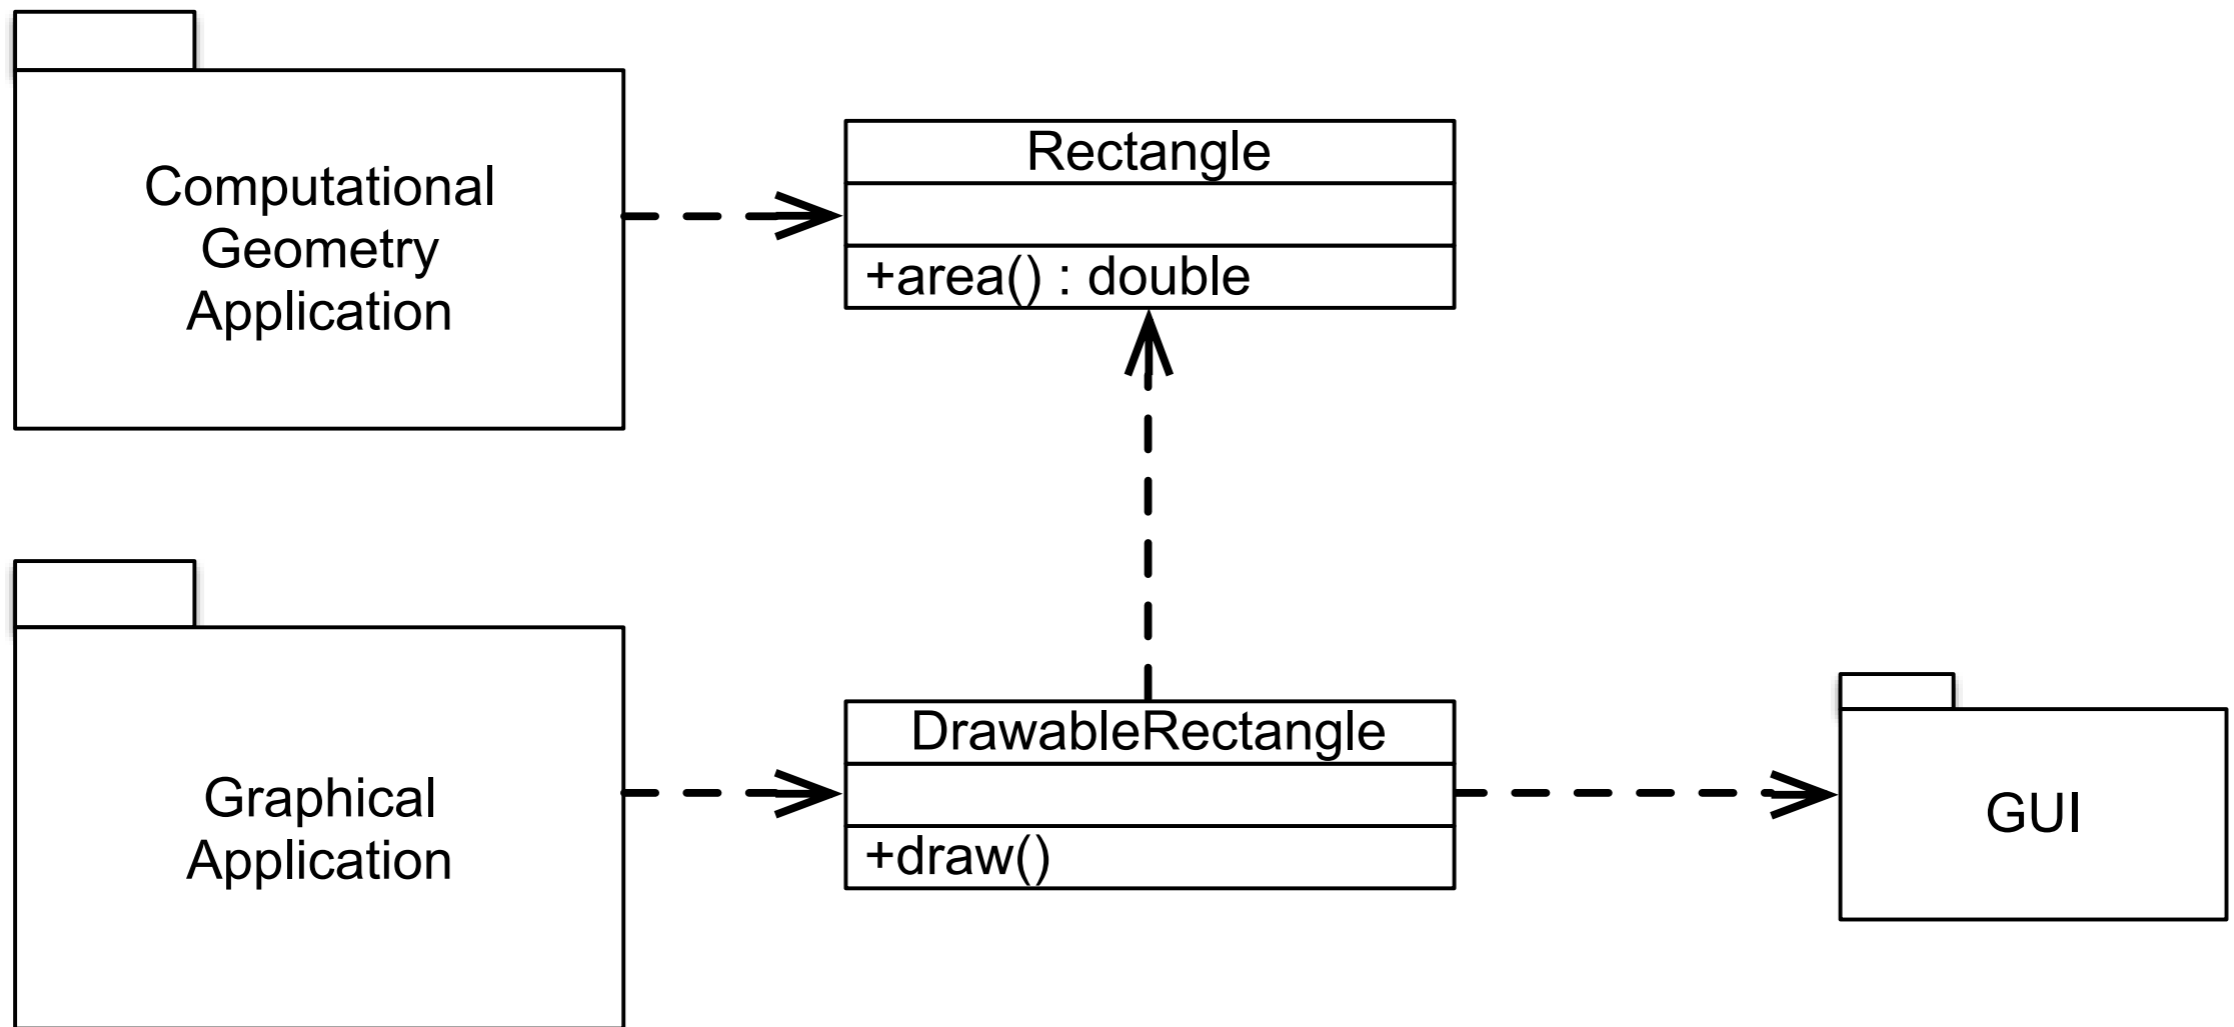 Computational
Geometry
Application
Rectangle
+area() : double
Graphical
Application
DrawableRectangle
+draw()
GUI